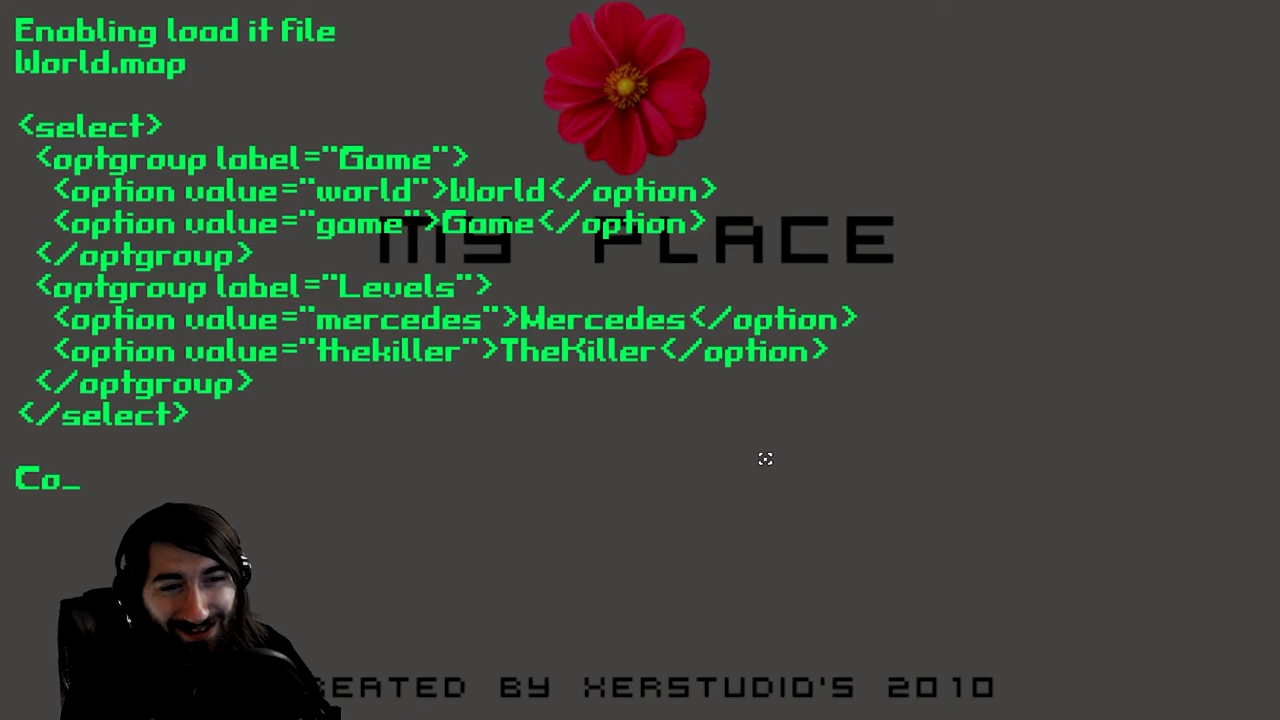 Enabling load it file
World.map
<select>
<optgroup label="Game">
<option value="world">World</option>
<option value="game">Game</option>
</optgroup>
MY PLACE
<optgroup label="Levels">
<option value="mercedes">Mercedes</option>
<option value="thekiller">TheKiller</option>
</optgroup>
</select>
Co_
BY XERSTUDIO'S 2010